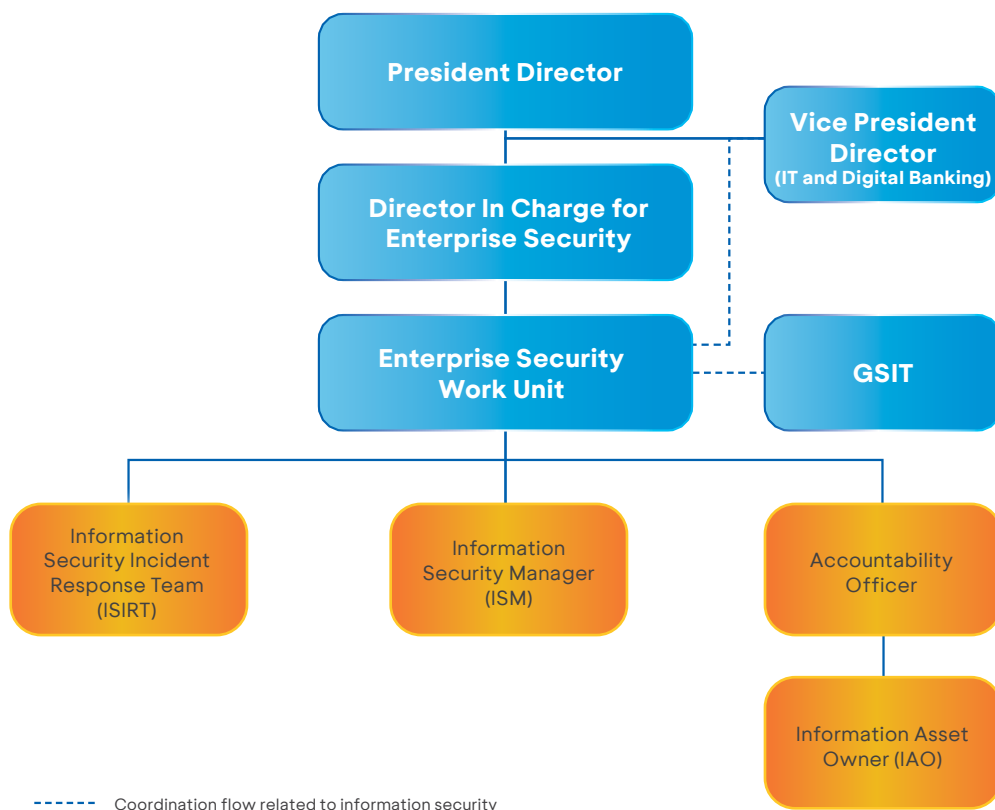 President Director
Vice President
Director
(IT and Digital Banking)
Director In Charge for
Enterprise Security
Enterprise Security
Work Unit
GSIT
Information
Security Incident
Response Team
(ISIRT)
Information
Security Manager
(ISM)
Accountability
Officer
Information Asset
Owner (IAO)
Coordination flow related to information security